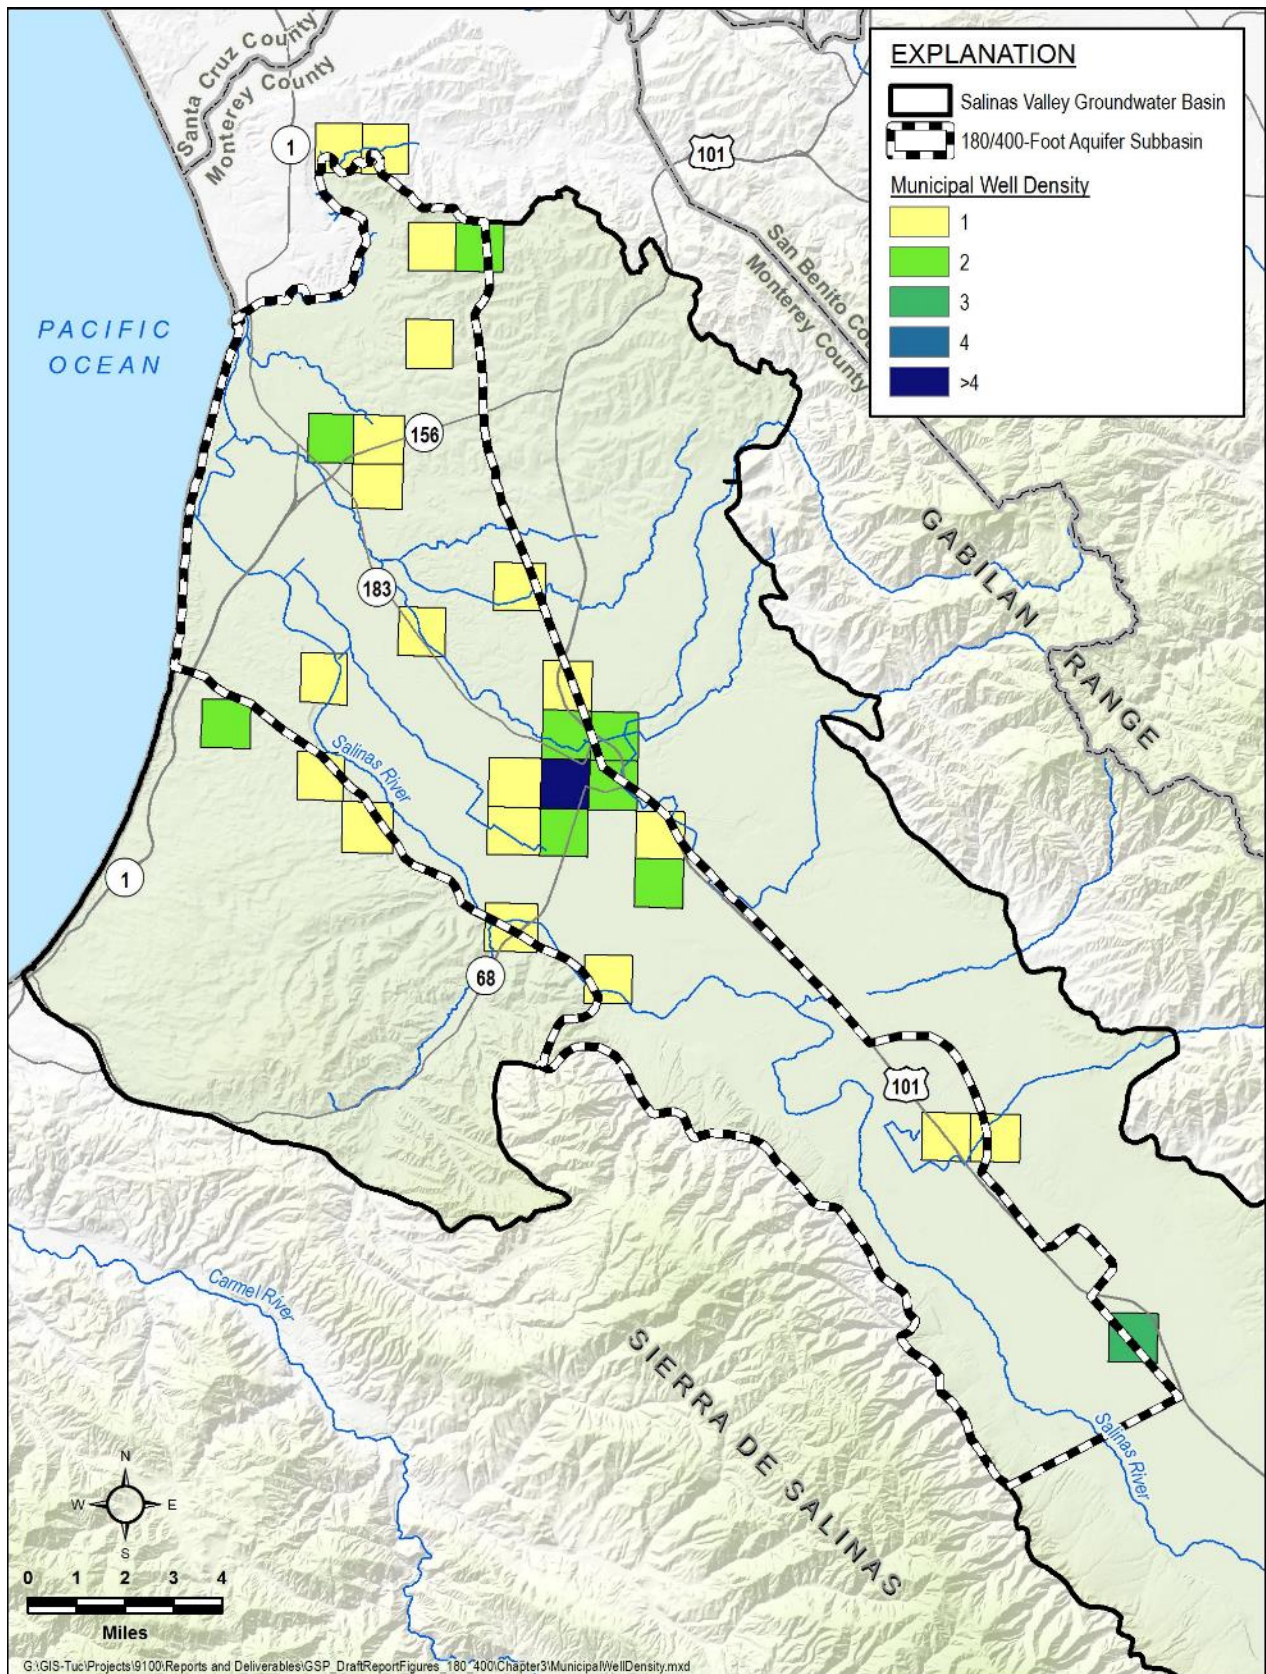 Santa Cruz County
Monterey County
1
101
EXPLANATION
Salinas Valley Groundwater Basin
180/400-Foot Aquifer Subbasin
Municipal Well Density
1
2
3
4
>4
San Benito Co
Monterey County
PACIFIC
OCEAN
156
GABILAN
RANGE
183
Salinas River
1
68
101
Carmel River
SIERRA DE SALINAS
Salinas River
N
W
E
S
0 1 2 3 4
Miles
G:\GIS-Tuc\Projects\9100\Reports and Deliverables\GSP_DraftReportFigures_180_400\Chapter3\MunicipalWellDensity.mxd